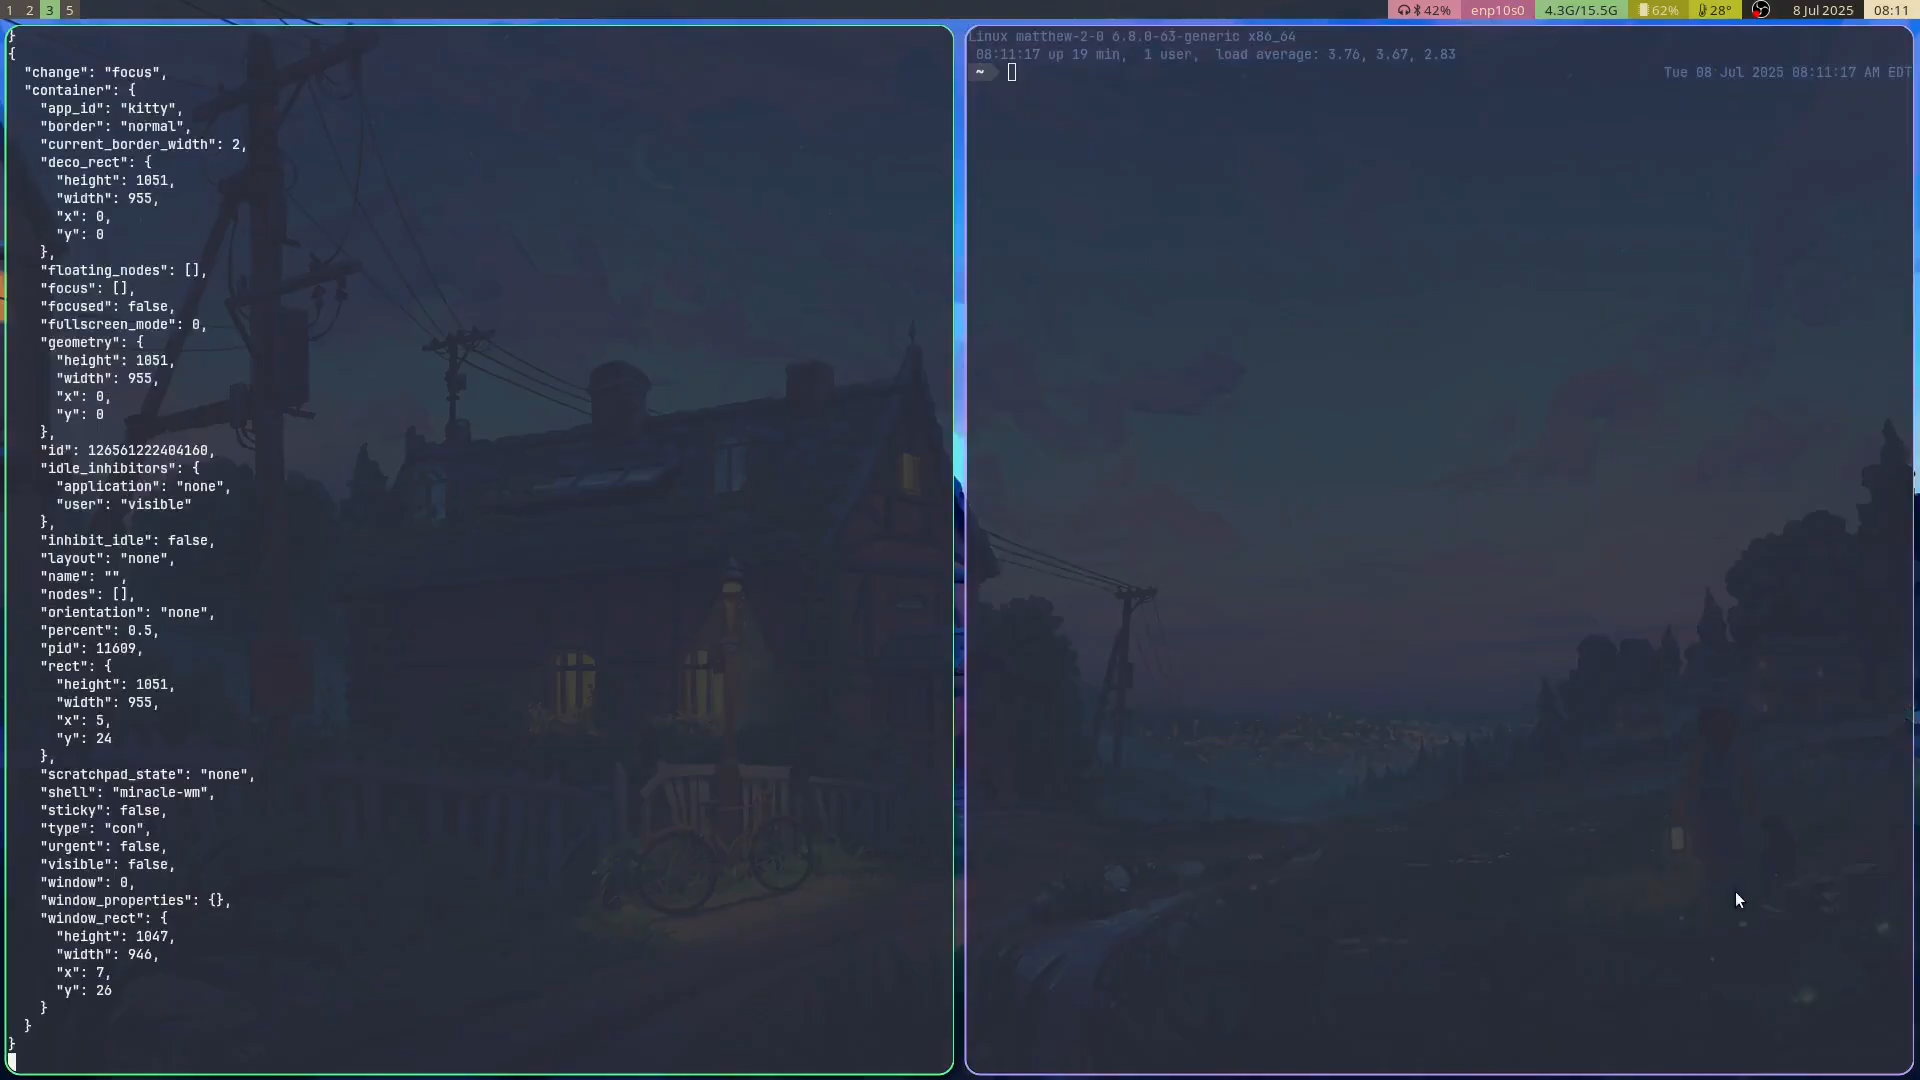 1 2 3 5
42% enp10s0 4.3G/15.5G 62% 28° 8 Jul 2025 08:11
}
{
  "change": "focus",
  "container": {
    "app_id": "kitty",
    "border": "normal",
    "current_border_width": 2,
    "deco_rect": {
      "height": 1051,
      "width": 955,
      "x": 0,
      "y": 0
    },
    "floating_nodes": [],
    "focus": [],
    "focused": false,
    "fullscreen_mode": 0,
    "geometry": {
      "height": 1051,
      "width": 955,
      "x": 0,
      "y": 0
    },
    "id": 126561222404160,
    "idle_inhibitors": {
      "application": "none",
      "user": "visible"
    },
    "inhibit_idle": false,
    "layout": "none",
    "name": "",
    "nodes": [],
    "orientation": "none",
    "percent": 0.5,
    "pid": 11609,
    "rect": {
      "height": 1051,
      "width": 955,
      "x": 5,
      "y": 24
    },
    "scratchpad_state": "none",
    "shell": "miracle-wm",
    "sticky": false,
    "type": "con",
    "urgent": false,
    "visible": false,
    "window": 0,
    "window_properties": {},
    "window_rect": {
      "height": 1047,
      "width": 946,
      "x": 7,
      "y": 26
    }
  }
}
Linux matthew-2-0 6.8.0-63-generic x86_64
08:11:17 up 19 min,  1 user,  load average: 3.76, 3.67, 2.83
~ Tue 08 Jul 2025 08:11:17 AM EDT